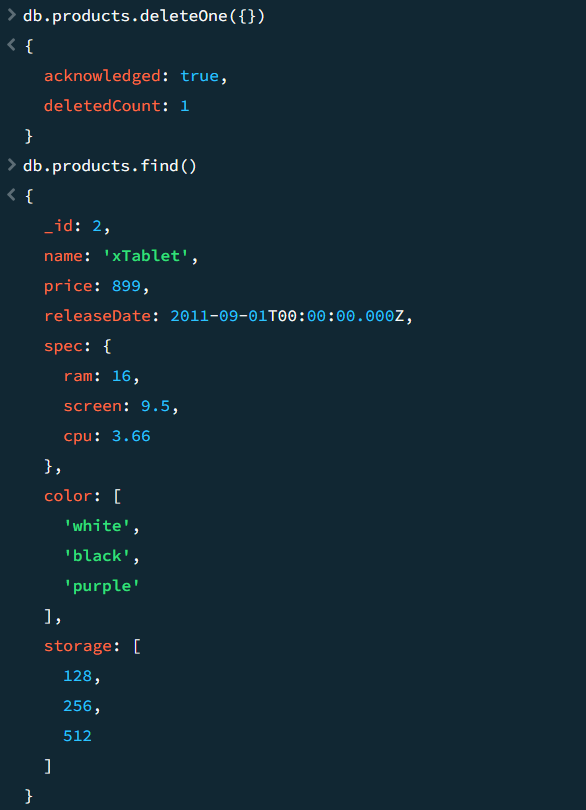 db.products.deleteOne({})
{
acknowledged: true,
deletedCount: 1
}
db.products.find()
{
_id: 2,
name: 'xTablet',
price: 899,
releaseDate: 2011-09-01T00:00:00.000Z,
spec: {
ram: 16,
screen: 9.5,
cpu: 3.66
},
color: [
'white',
'black',
'purple'
],
storage: [
128,
256,
512
]
}